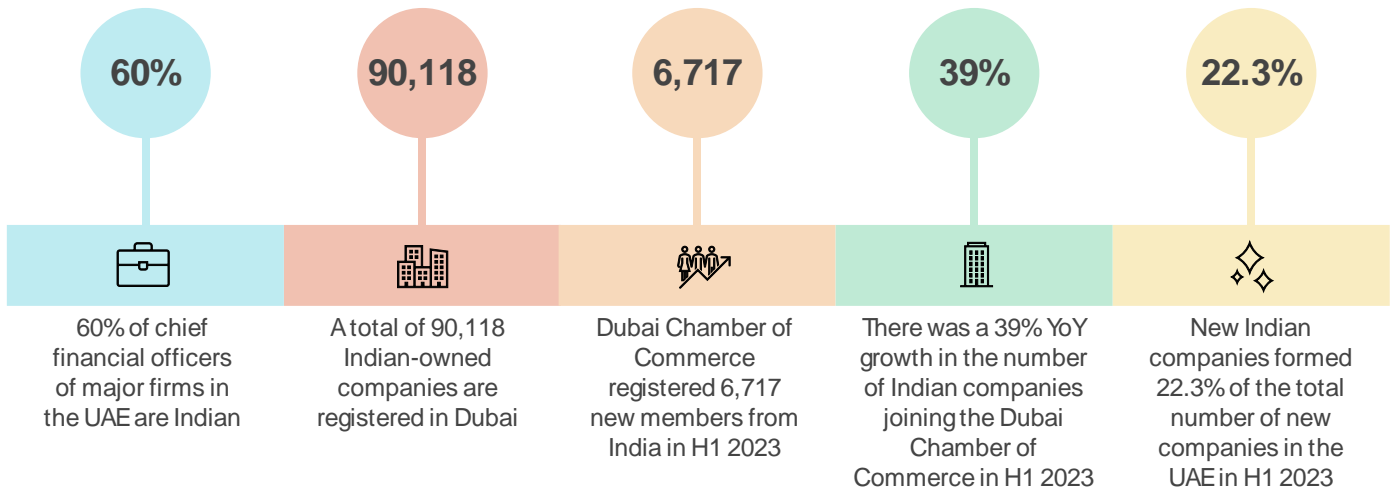 60%
90,118
6,717
39%
22.3%
60% of chief
financial officers
of major firms in
the UAE are Indian
A total of 90,118
Indian-owned
companies are
registered in Dubai
Dubai Chamber of
Commerce
registered 6,717
new members from
India in H1 2023
There was a 39% YoY
growth in the number
of Indian companies
joining the Dubai
Chamber of
Commerce in H1 2023
New Indian
companies formed
22.3% of the total
number of new
companies in the
UAE in H1 2023